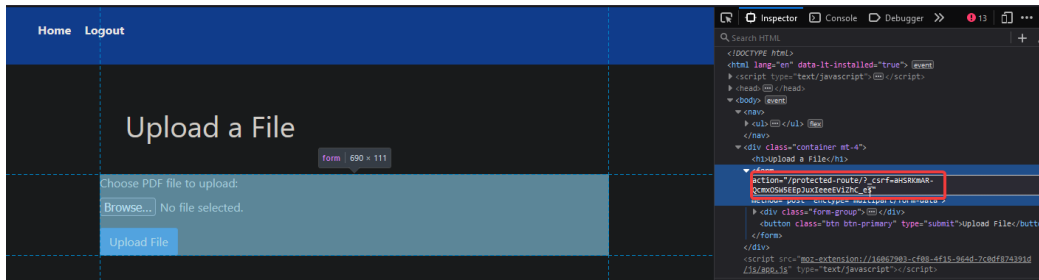 Home Logout
Upload a File
form 690 × 111
Choose PDF file to upload:
Browse... No file selected.
Upload File
Inspector Console Debugger 13
Search HTML
<!DOCTYPE html>
<html lang="en" data-lt-installed="true"> event
<script type="text/javascript"></script>
<head></head>
<body> event
<nav>
<ul></ul> flex
</nav>
<div class="container mt-4">
<h1>Upload a File</h1>
<form
action="/protected-route/?_csrf=aHSRKmAR-
method="post" enctype="multipart/form-data">
<div class="form-group"></div>
<button class="btn btn-primary" type="submit">Upload File</butt
</form>
</div>
<script src="moz-extension://16067903-cf08-4f15-964d-7c0df874391d
/js/app.js" type="text/javascript"></script>